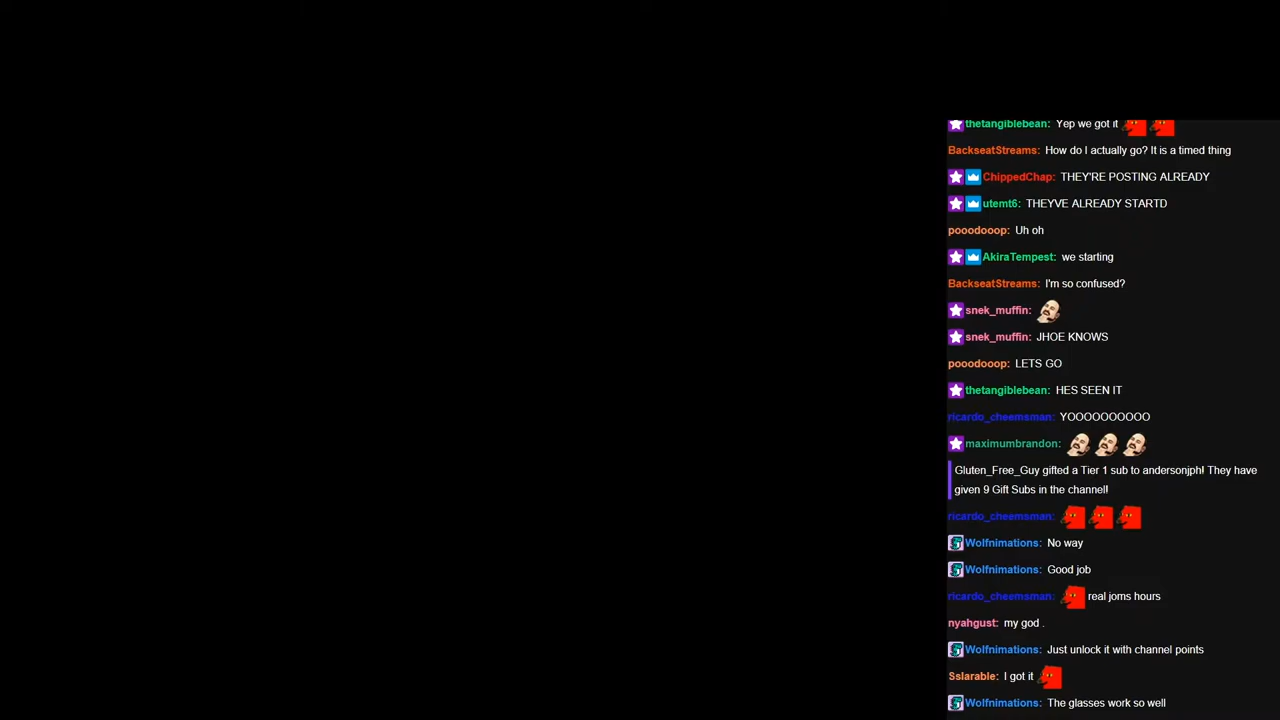 thetangiblebean: Yep we got it
BackseatStreams: How do I actually go? It is a timed thing
ChippedChap: THEY'RE POSTING ALREADY
utemt6: THEYVE ALREADY STARTD
pooodooop: Uh oh
AkiraTempest: we starting
BackseatStreams: I'm so confused?
snek_muffin:
snek_muffin: JHOE KNOWS
pooodooop: LETS GO
thetangiblebean: HES SEEN IT
ricardo_cheemsman: YOOOOOOOOOO
maximumbrandon:
Gluten_Free_Guy gifted a Tier 1 sub to andersonjph! They have
given 9 Gift Subs in the channel!
ricardo_cheemsman:
Wolfnimations: No way
Wolfnimations: Good job
ricardo_cheemsman: real joms hours
nyahgust: my god .
Wolfnimations: Just unlock it with channel points
Sslarable: I got it
Wolfnimations: The glasses work so well